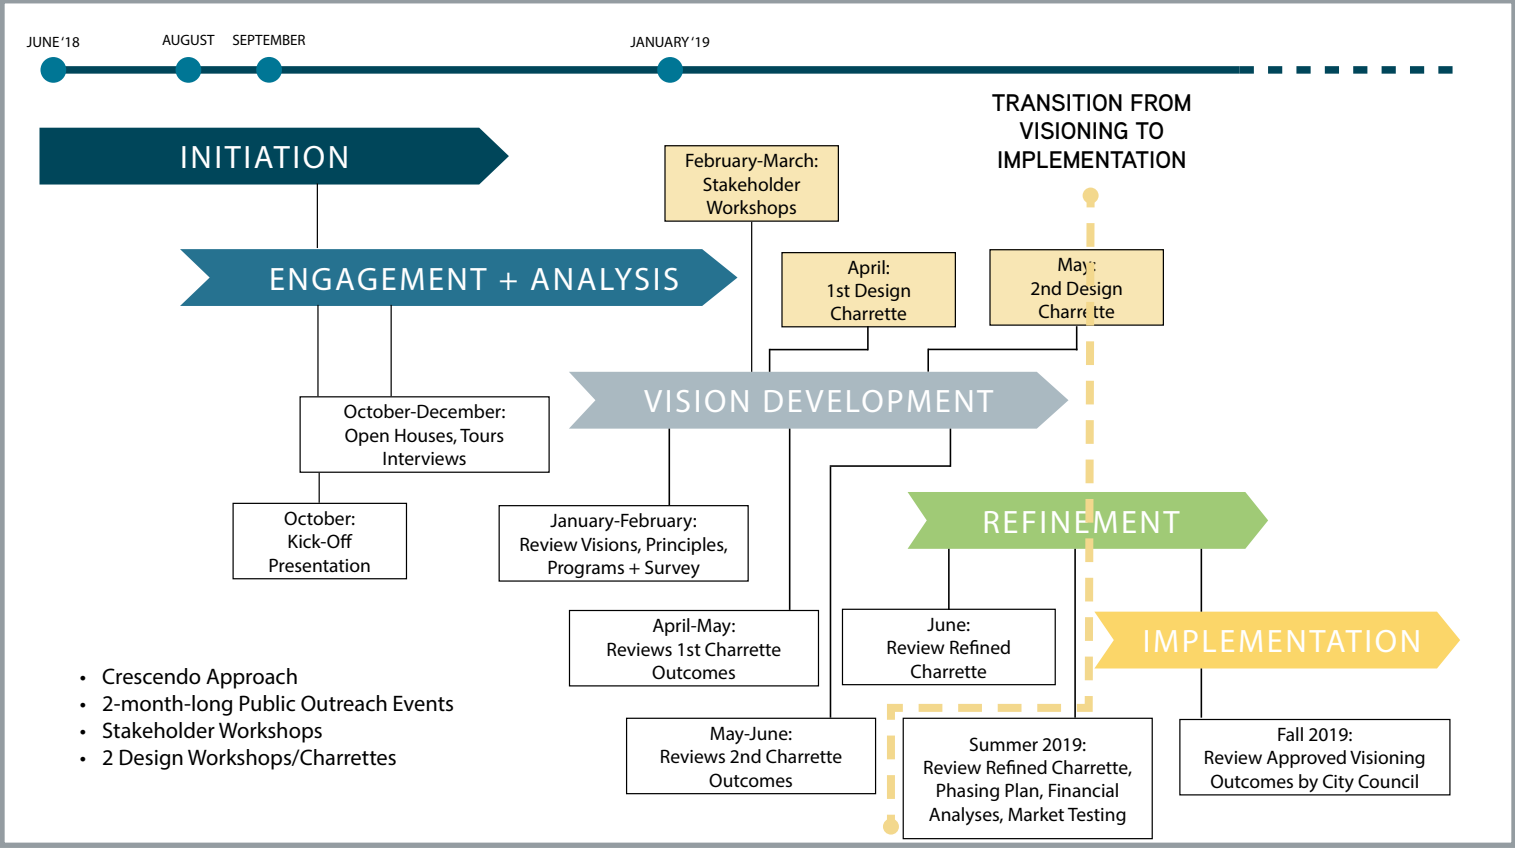 JUNE ‘18
AUGUST
SEPTEMBER
JANUARY ‘19
TRANSITION FROM
VISIONING TO
IMPLEMENTATION
INITIATION
February-March:
Stakeholder
Workshops
ENGAGEMENT + ANALYSIS
April:
1st Design
Charrette
May:
2nd Design
Charrette
VISION DEVELOPMENT
October-December:
Open Houses, Tours
Interviews
October:
Kick-Off
Presentation
January-February:
Review Visions, Principles,
Programs + Survey
REFINEMENT
April-May:
Reviews 1st Charrette
Outcomes
June:
Review Refined
Charrette
IMPLEMENTATION
• Crescendo Approach
• 2-month-long Public Outreach Events
• Stakeholder Workshops
• 2 Design Workshops/Charrettes
May-June:
Reviews 2nd Charrette
Outcomes
Summer 2019:
Review Refined Charrette,
Phasing Plan, Financial
Analyses, Market Testing
Fall 2019:
Review Approved Visioning
Outcomes by City Council